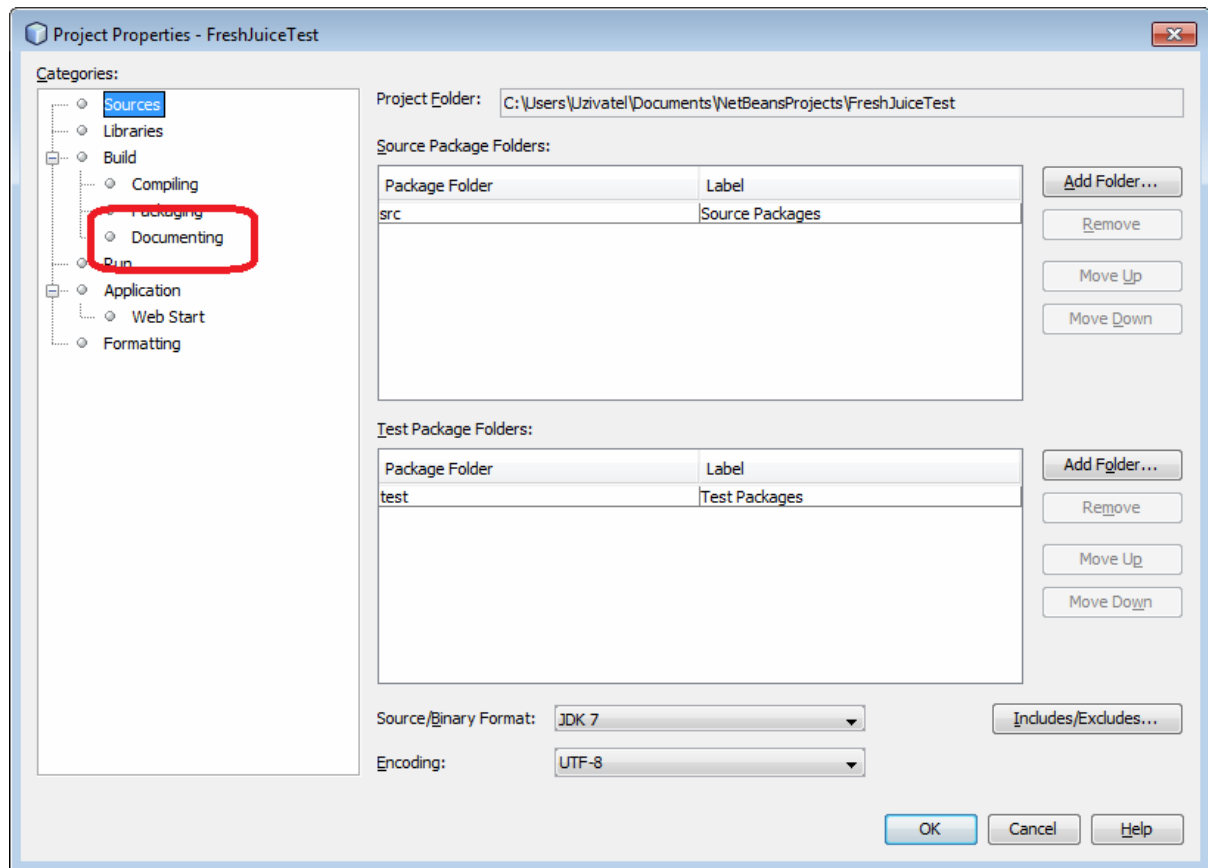 Project Properties - FreshJuiceTest
Categories:
Sources
Libraries
Build
Compiling
Packaging
Documenting
Run
Application
Web Start
Formatting
Project Folder: C:\Users\Uzivatel\Documents\NetBeansProjects\FreshJuiceTest
Source Package Folders:
Package Folder Label
src Source Packages
Add Folder...
Remove
Move Up
Move Down
Test Package Folders:
Package Folder Label
test Test Packages
Add Folder...
Remove
Move Up
Move Down
Source/Binary Format: JDK 7 Includes/Excludes...
Encoding: UTF-8
OK Cancel Help